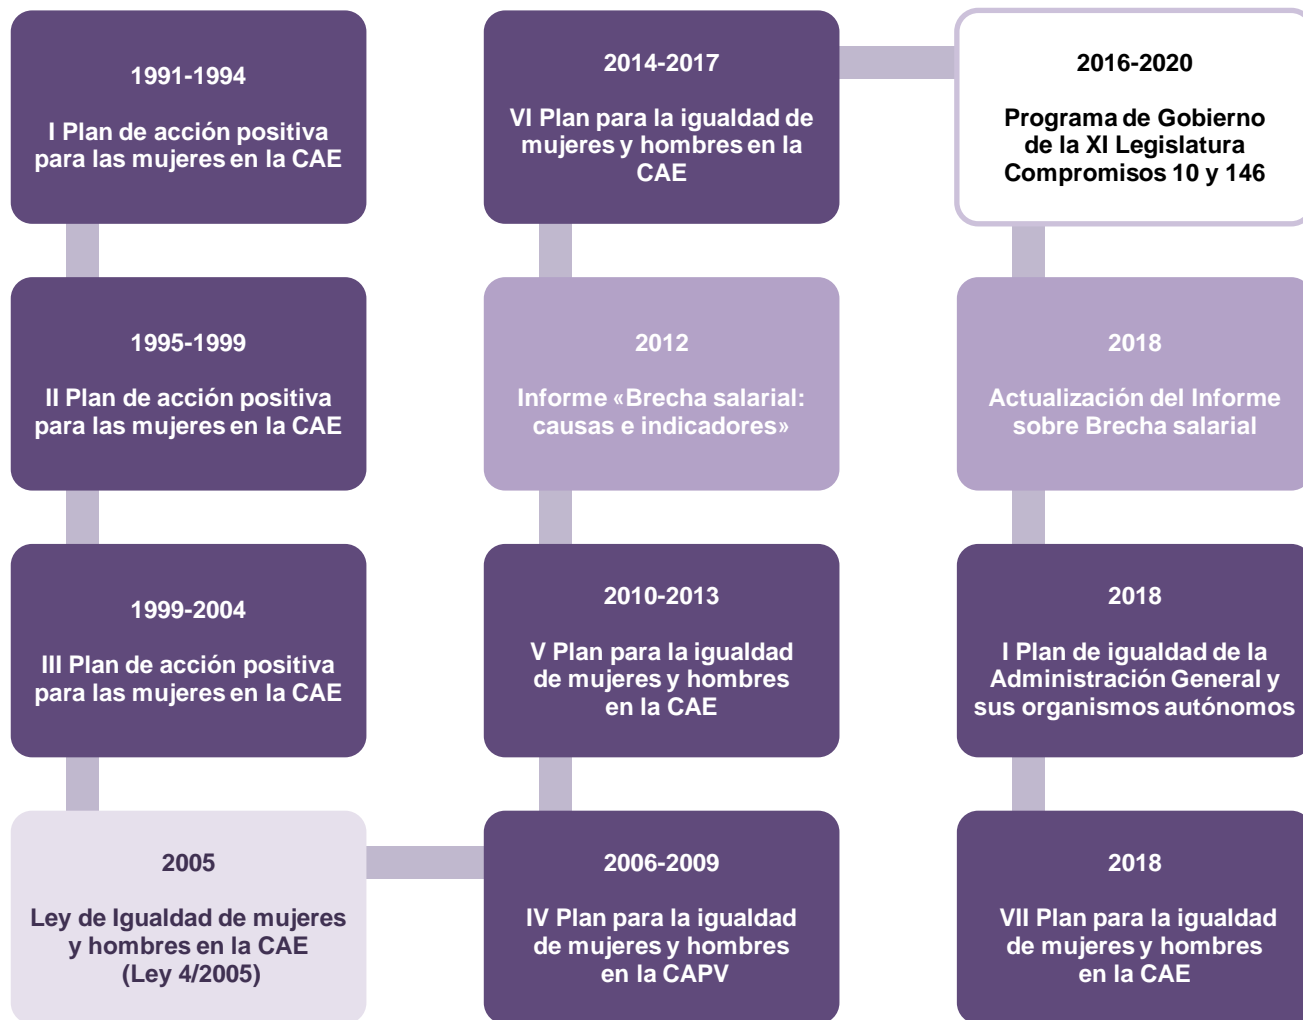 1991-1994
I Plan de acción positiva
para las mujeres en la CAE
1995-1999
II Plan de acción positiva
para las mujeres en la CAE
1999-2004
III Plan de acción positiva
para las mujeres en la CAE
2005
Ley de Igualdad de mujeres
y hombres en la CAE
(Ley 4/2005)
2006-2009
IV Plan para la igualdad
de mujeres y hombres
en la CAPV
2010-2013
V Plan para la igualdad
de mujeres y hombres
en la CAE
2012
Informe «Brecha salarial:
causas e indicadores»
2014-2017
VI Plan para la igualdad de
mujeres y hombres en la
CAE
2016-2020
Programa de Gobierno
de la XI Legislatura
Compromisos 10 y 146
2018
Actualización del Informe
sobre Brecha salarial
2018
I Plan de igualdad de la
Administración General y
sus organismos autónomos
2018
VII Plan para la igualdad
de mujeres y hombres
en la CAE